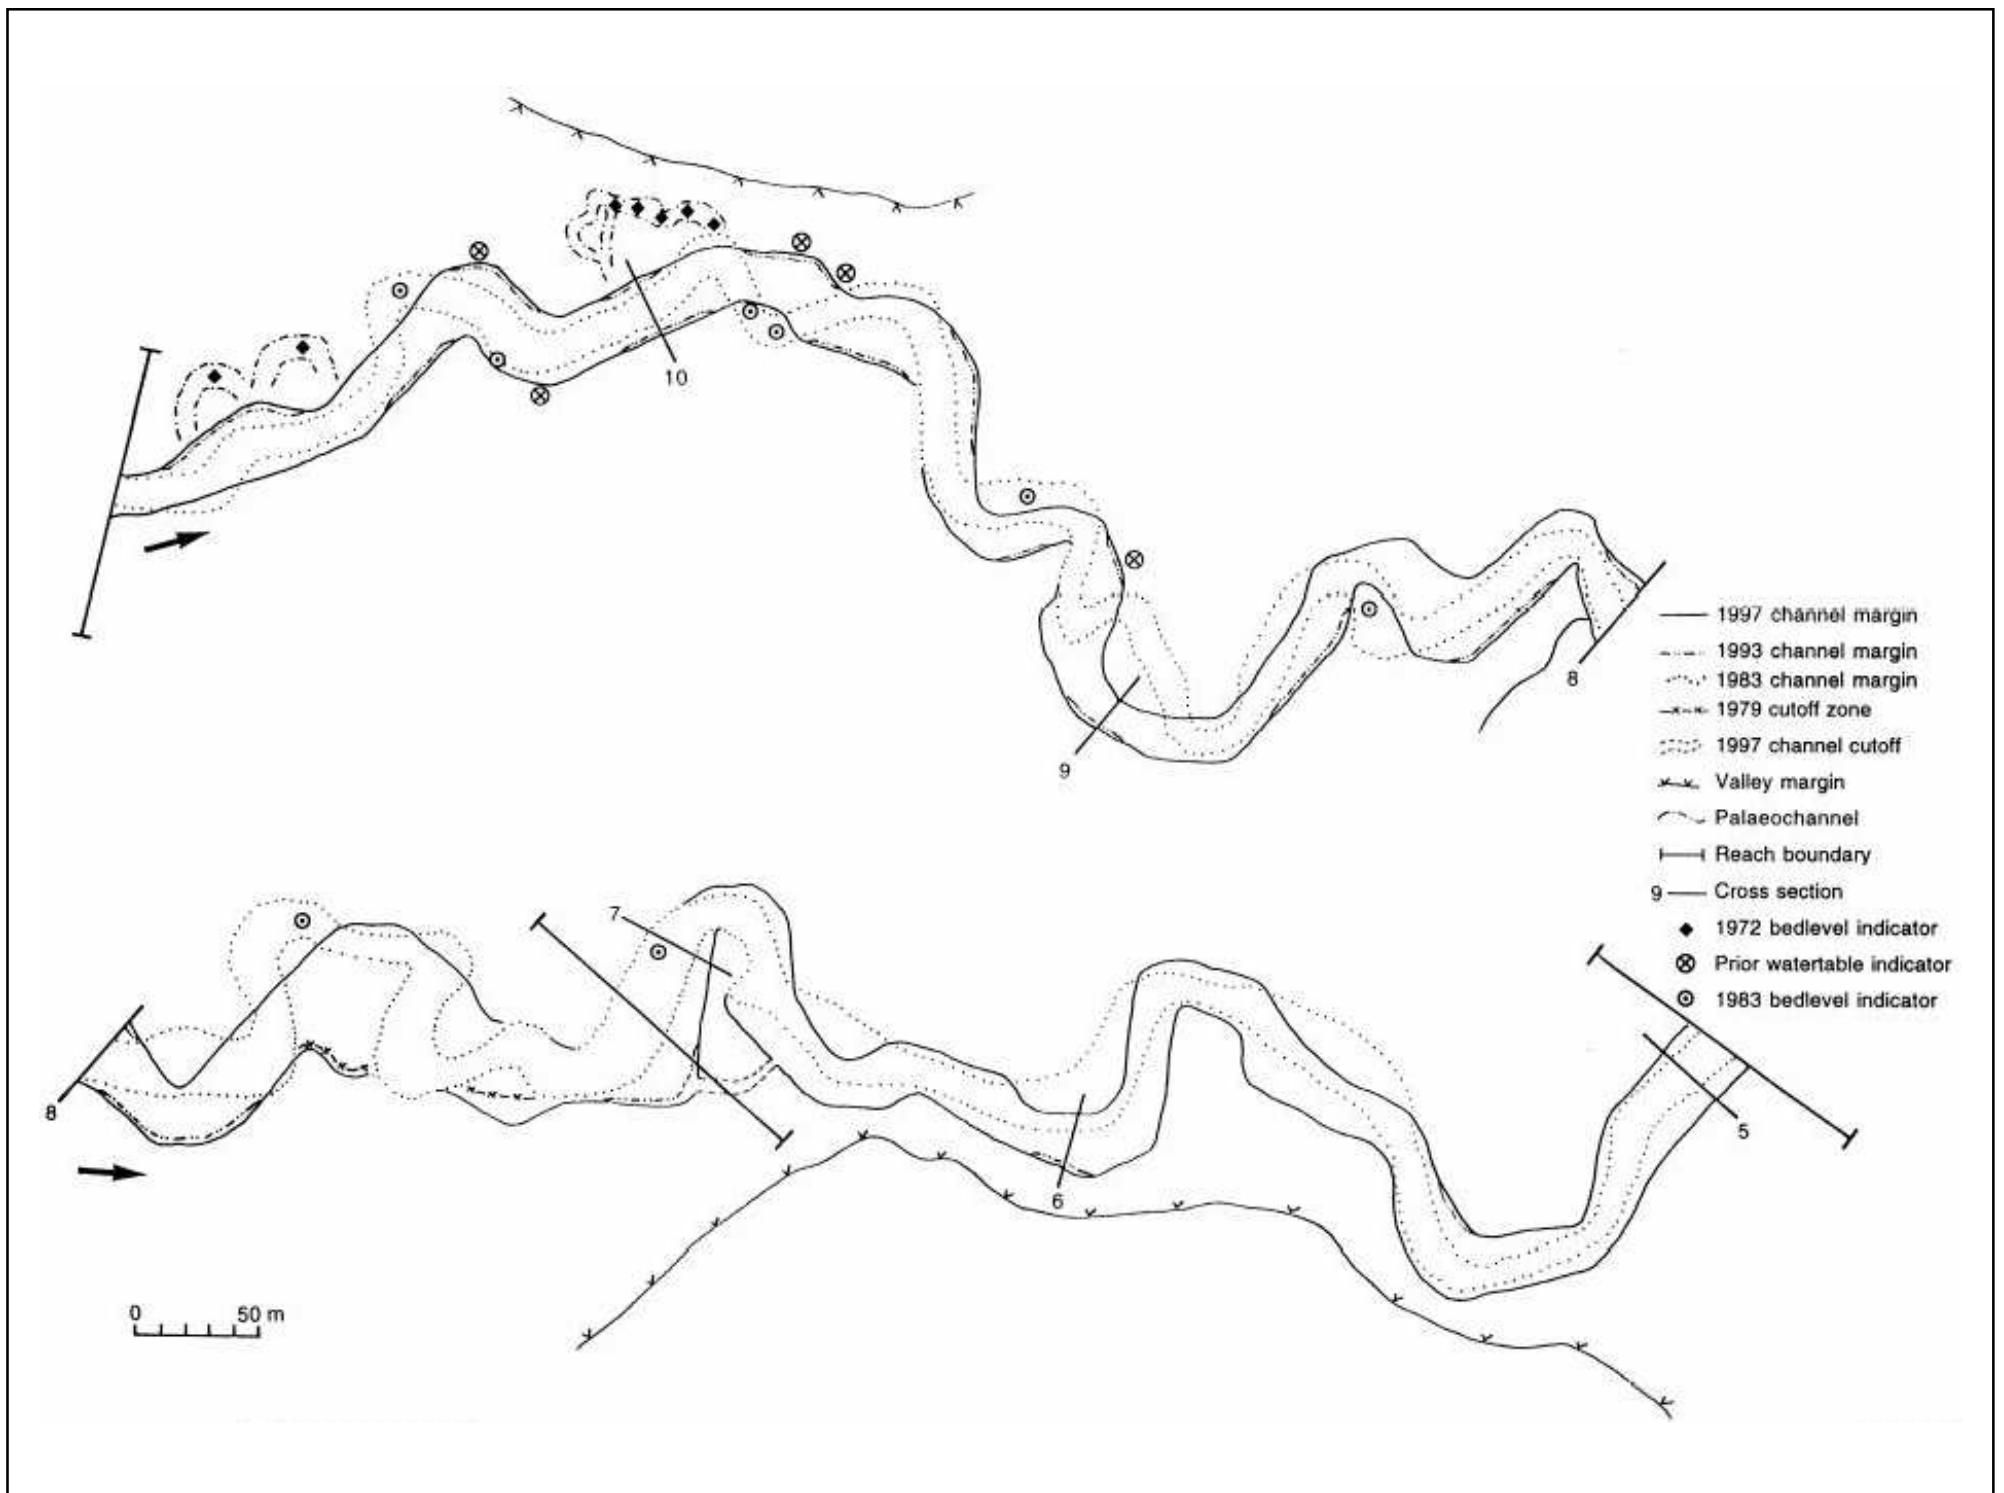 10
9
8
1997 channel margin
1993 channel margin
1983 channel margin
1979 cutoff zone
1997 channel cutoff
Valley margin
Palaeochannel
Reach boundary
9 Cross section
1972 bedlevel indicator
Prior watertable indicator
1983 bedlevel indicator
7
8
6
5
0 50 m